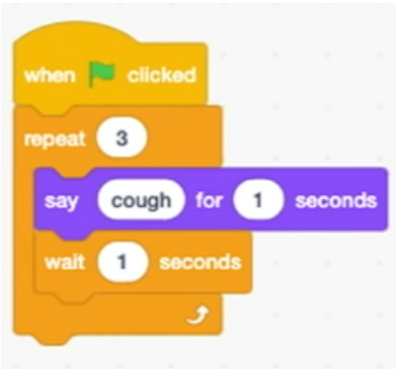 when clicked
repeat 3
say cough for 1 seconds
wait 1 seconds